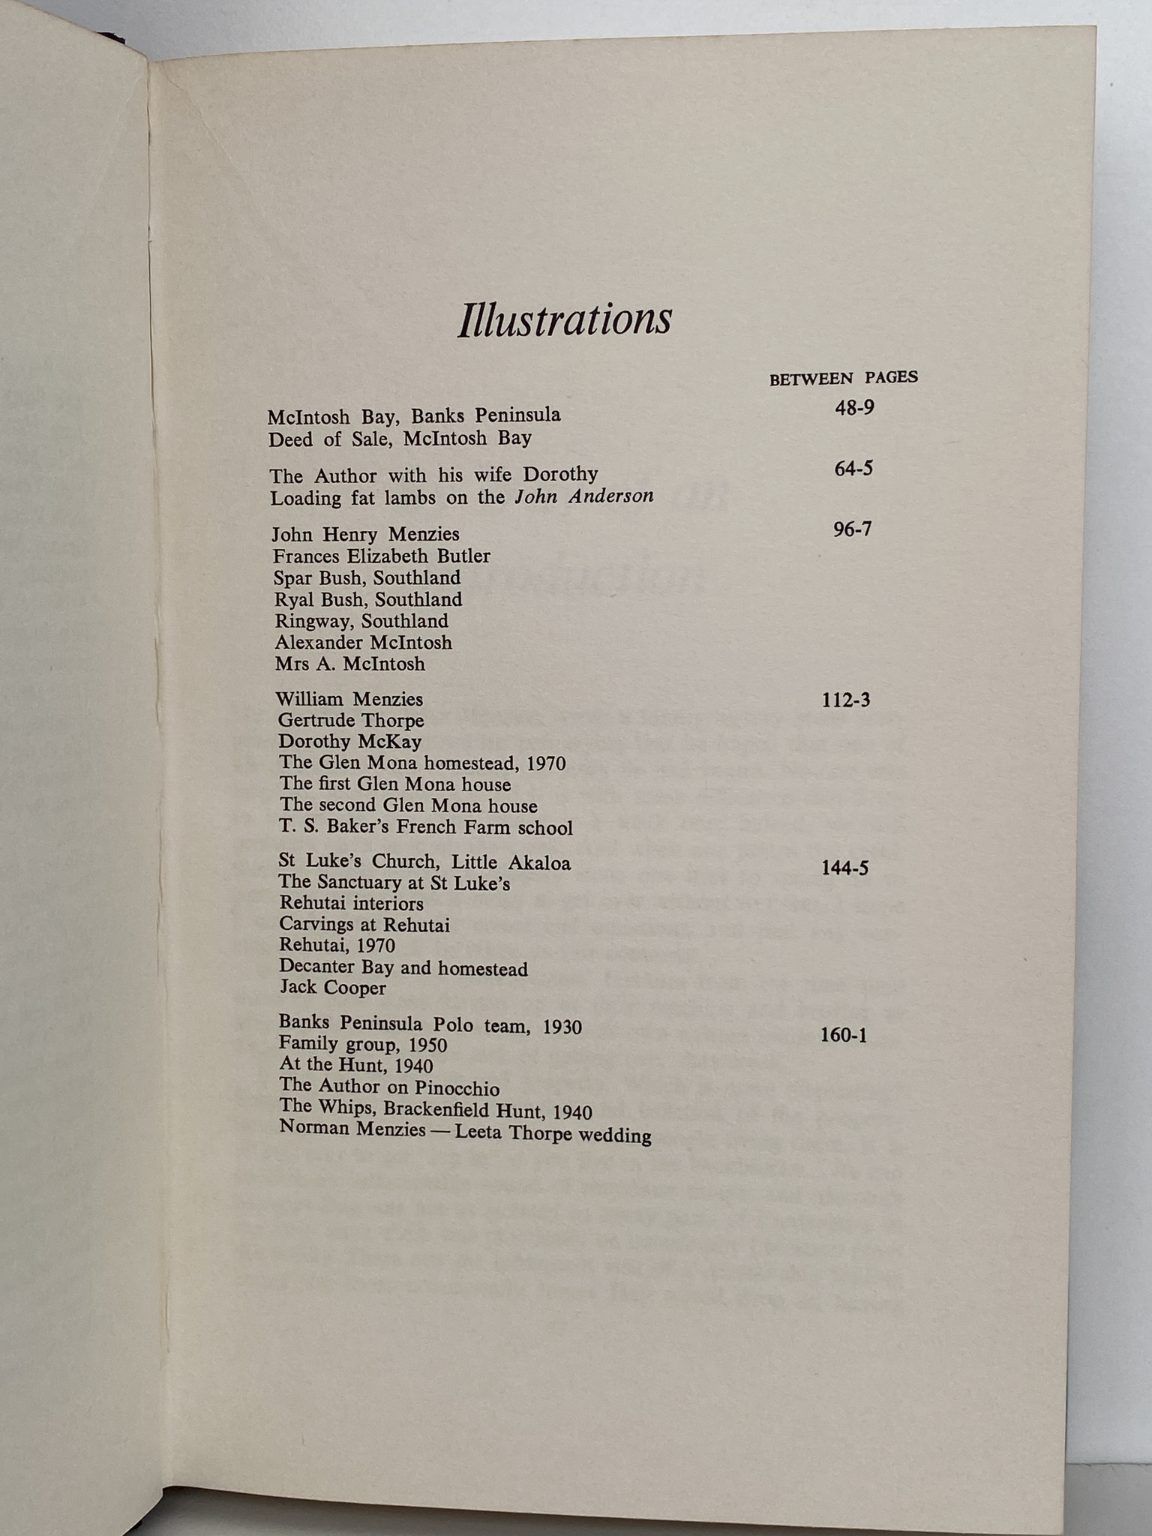 Illustrations
BETWEEN PAGES
McIntosh Bay, Banks Peninsula 48-9
Deed of Sale, McIntosh Bay
The Author with his wife Dorothy 64-5
Loading fat lambs on the John Anderson
John Henry Menzies 96-7
Frances Elizabeth Butler
Spar Bush, Southland
Ryal Bush, Southland
Ringway, Southland
Alexander McIntosh
Mrs A. McIntosh
William Menzies 112-3
Gertrude Thorpe
Dorothy McKay
The Glen Mona homestead, 1970
The first Glen Mona house
The second Glen Mona house
T. S. Baker's French Farm school
St Luke's Church, Little Akaloa 144-5
The Sanctuary at St Luke's
Rehutai interiors
Carvings at Rehutai
Rehutai, 1970
Decanter Bay and homestead
Jack Cooper
Banks Peninsula Polo team, 1930 160-1
Family group, 1950
At the Hunt, 1940
The Author on Pinocchio
The Whips, Brackenfield Hunt, 1940
Norman Menzies — Leeta Thorpe wedding